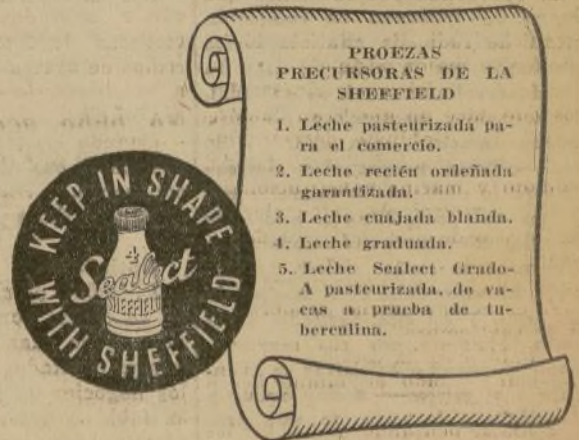 PROEZAS
PRECURSORAS DE LA
SHEFFIELD
1. Leche pasteurizada pa-
ra el comercio.
2. Leche recién ordeñada
garantizada.
3. Leche cuajada blanda.
4. Leche graduada.
5. Leche Sealect Grado-
A pasteurizada, de va-
cas a prueba de tu-
berculina.
KEEP IN SHAPE
WITH SHEFFIELD
4
Sealect
SHEFFIELD